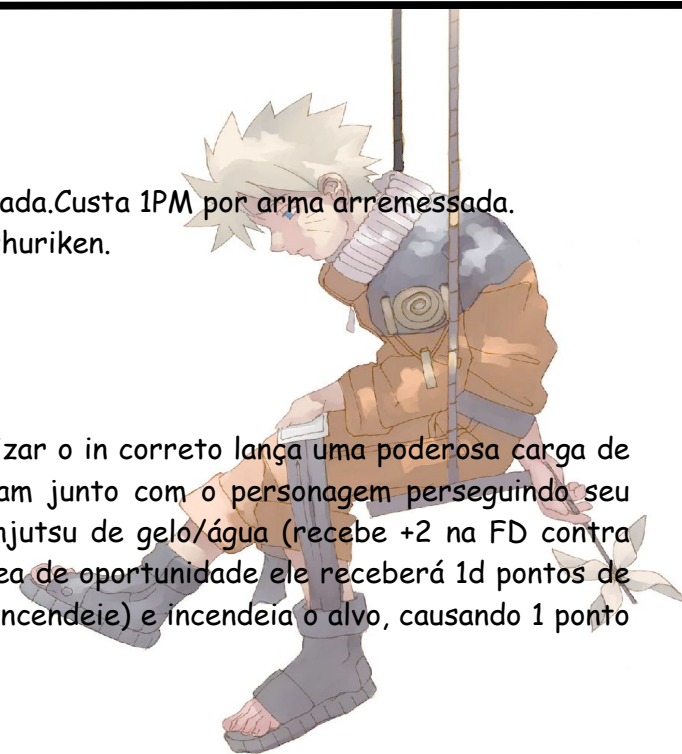 ada.Custa 1PM por arma arremessada.
huriken.
izar o in correto lança uma poderosa carga de
am junto com o personagem perseguindo seu
njutsu de gelo/água (recebe +2 na FD contra
ea de oportunidade ele receberá 1d pontos de
incendeie) e incendeia o alvo, causando 1 ponto